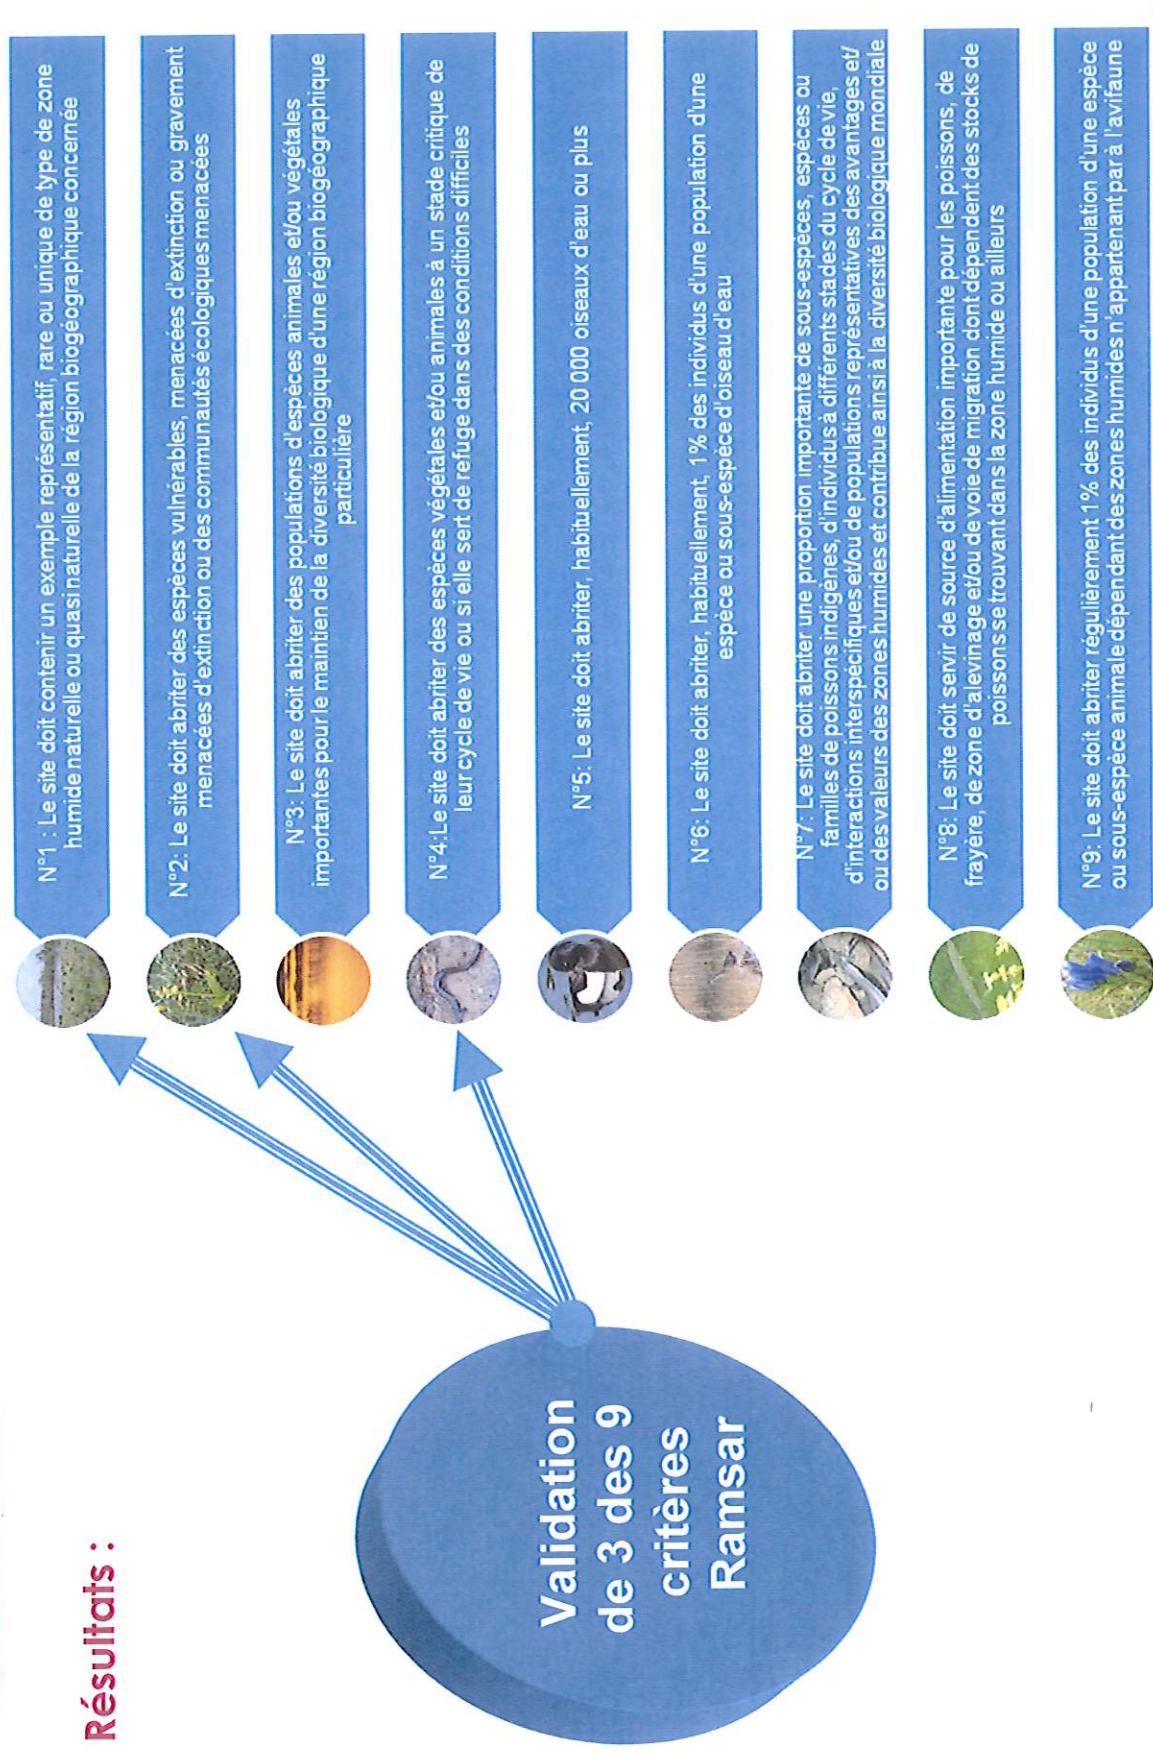 Résultats :
Validation
de 3 des 9
critères
Ramsar
N°1 : Le site doit contenir un exemple représentatif, rare ou unique de type de zone
humide naturelle ou quasi naturelle de la région biogéographique concernée
N°2: Le site doit abriter des espèces vulnérables, menacées d'extinction ou gravement
menacées d'extinction ou des communautés écologiques menacées
N°3: Le site doit abriter des populations d'espèces animales et/ou végétales
importantes pour le maintien de la diversité biologique d'une région biogéographique
particulière
N°4:Le site doit abriter des espèces végétales et/ou animales à un stade critique de
leur cycle de vie ou si elle sert de refuge dans des conditions difficiles
N°5: Le site doit abriter, habituellement, 20 000 oiseaux d'eau ou plus
N°6: Le site doit abriter, habituellement, 1% des individus d'une population d'une
espèce ou sous-espèce d'oiseau d'eau
N°7: Le site doit abriter une proportion importante de sous-espèces, espèces ou
familles de poissons indigènes, d'individus à différents stades du cycle de vie,
d'interactions interspécifiques et/ou de populations représentatives des avantages et/
ou des valeurs des zones humides et contribue ainsi à la diversité biologique mondiale
N°8: Le site doit servir de source d'alimentation importante pour les poissons, de
frayère, de zone d'alevinage et/ou de voie de migration dont dépendent des stocks de
poissons se trouvant dans la zone humide ou ailleurs
N°9: Le site doit abriter régulièrement 1% des individus d'une population d'une espèce
ou sous-espèce animale dépendant des zones humides n'appartenant par à l'avifaune